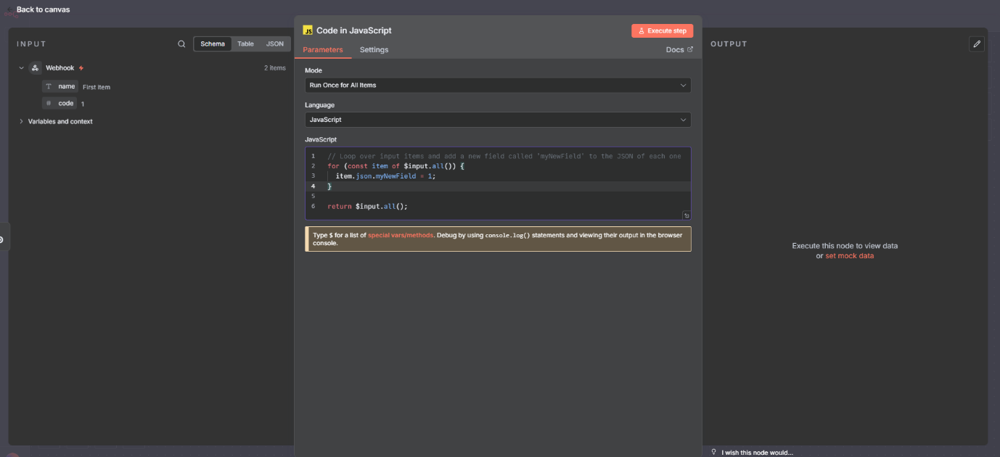 Back to canvas
INPUT
Schema
Table
JSON
Webhook
2 items
T name First item
# code 1
Variables and context
JS Code in JavaScript
Execute step
Parameters
Settings
Docs
Mode
Run Once for All Items
Language
JavaScript
JavaScript
1 // Loop over input items and add a new field called 'myNewField' to the JSON of each one
2 for (const item of $input.all()) {
3 item.json.myNewField = 1;
4 }
5
6 return $input.all();
Type $ for a list of special vars/methods. Debug by using console.log() statements and viewing their output in the browser
console.
OUTPUT
Execute this node to view data
or set mock data
I wish this node would...